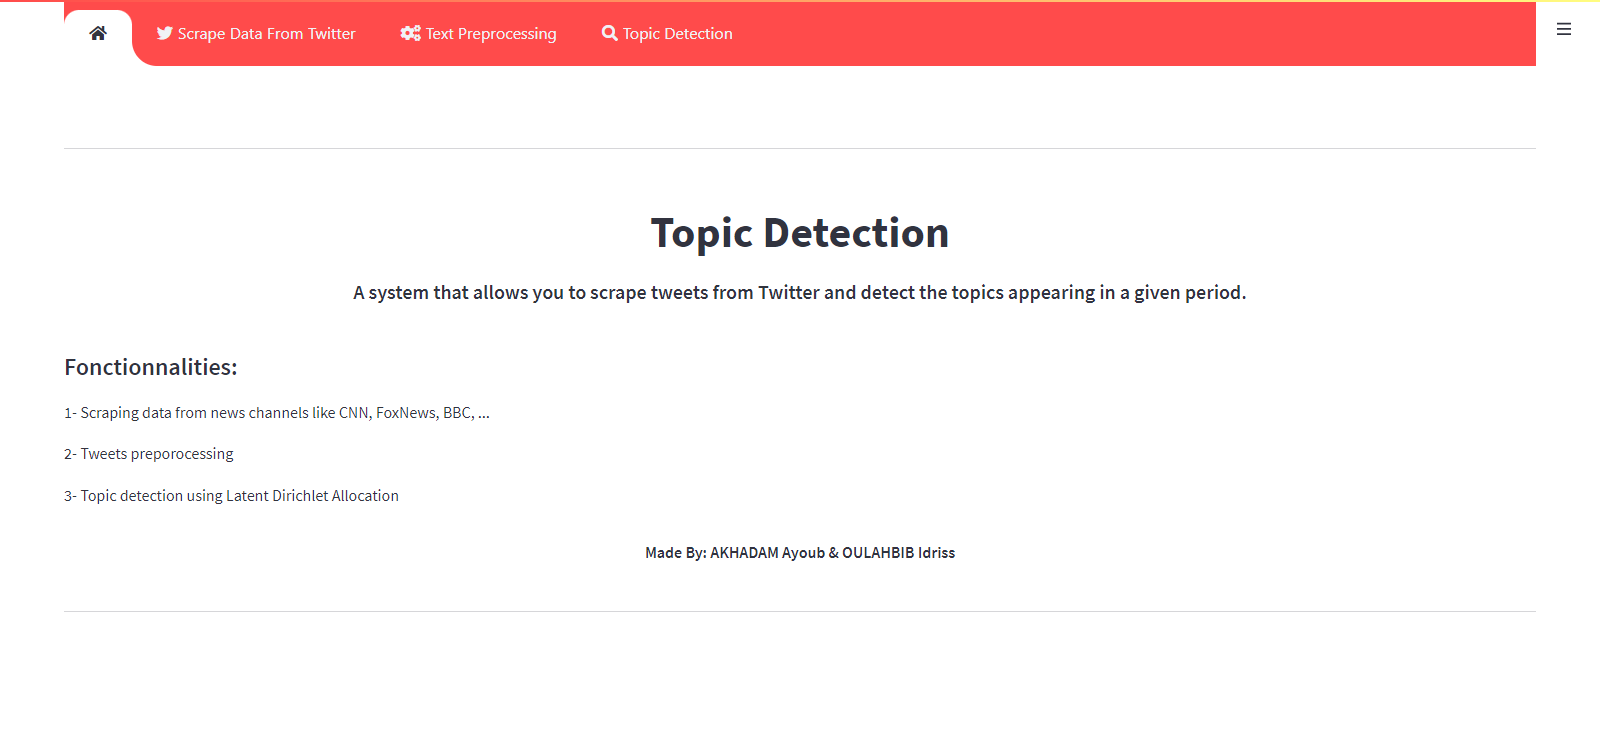 Scrape Data From Twitter
Text Preprocessing
Topic Detection
Topic Detection
A system that allows you to scrape tweets from Twitter and detect the topics appearing in a given period.
Fonctionnalities:
1- Scraping data from news channels like CNN, FoxNews, BBC, ...
2- Tweets preporocessing
3- Topic detection using Latent Dirichlet Allocation
Made By: AKHADAM Ayoub & OULAHBIB Idriss